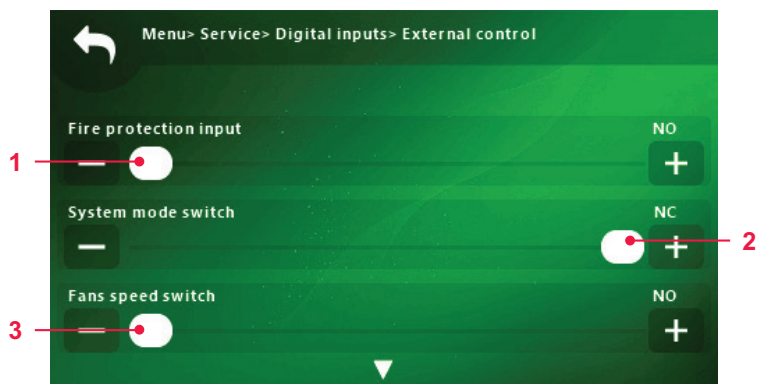 Menu> Service> Digital inputs> External control
Fire protection input NO
1
System mode switch NC
2
Fans speed switch NO
3